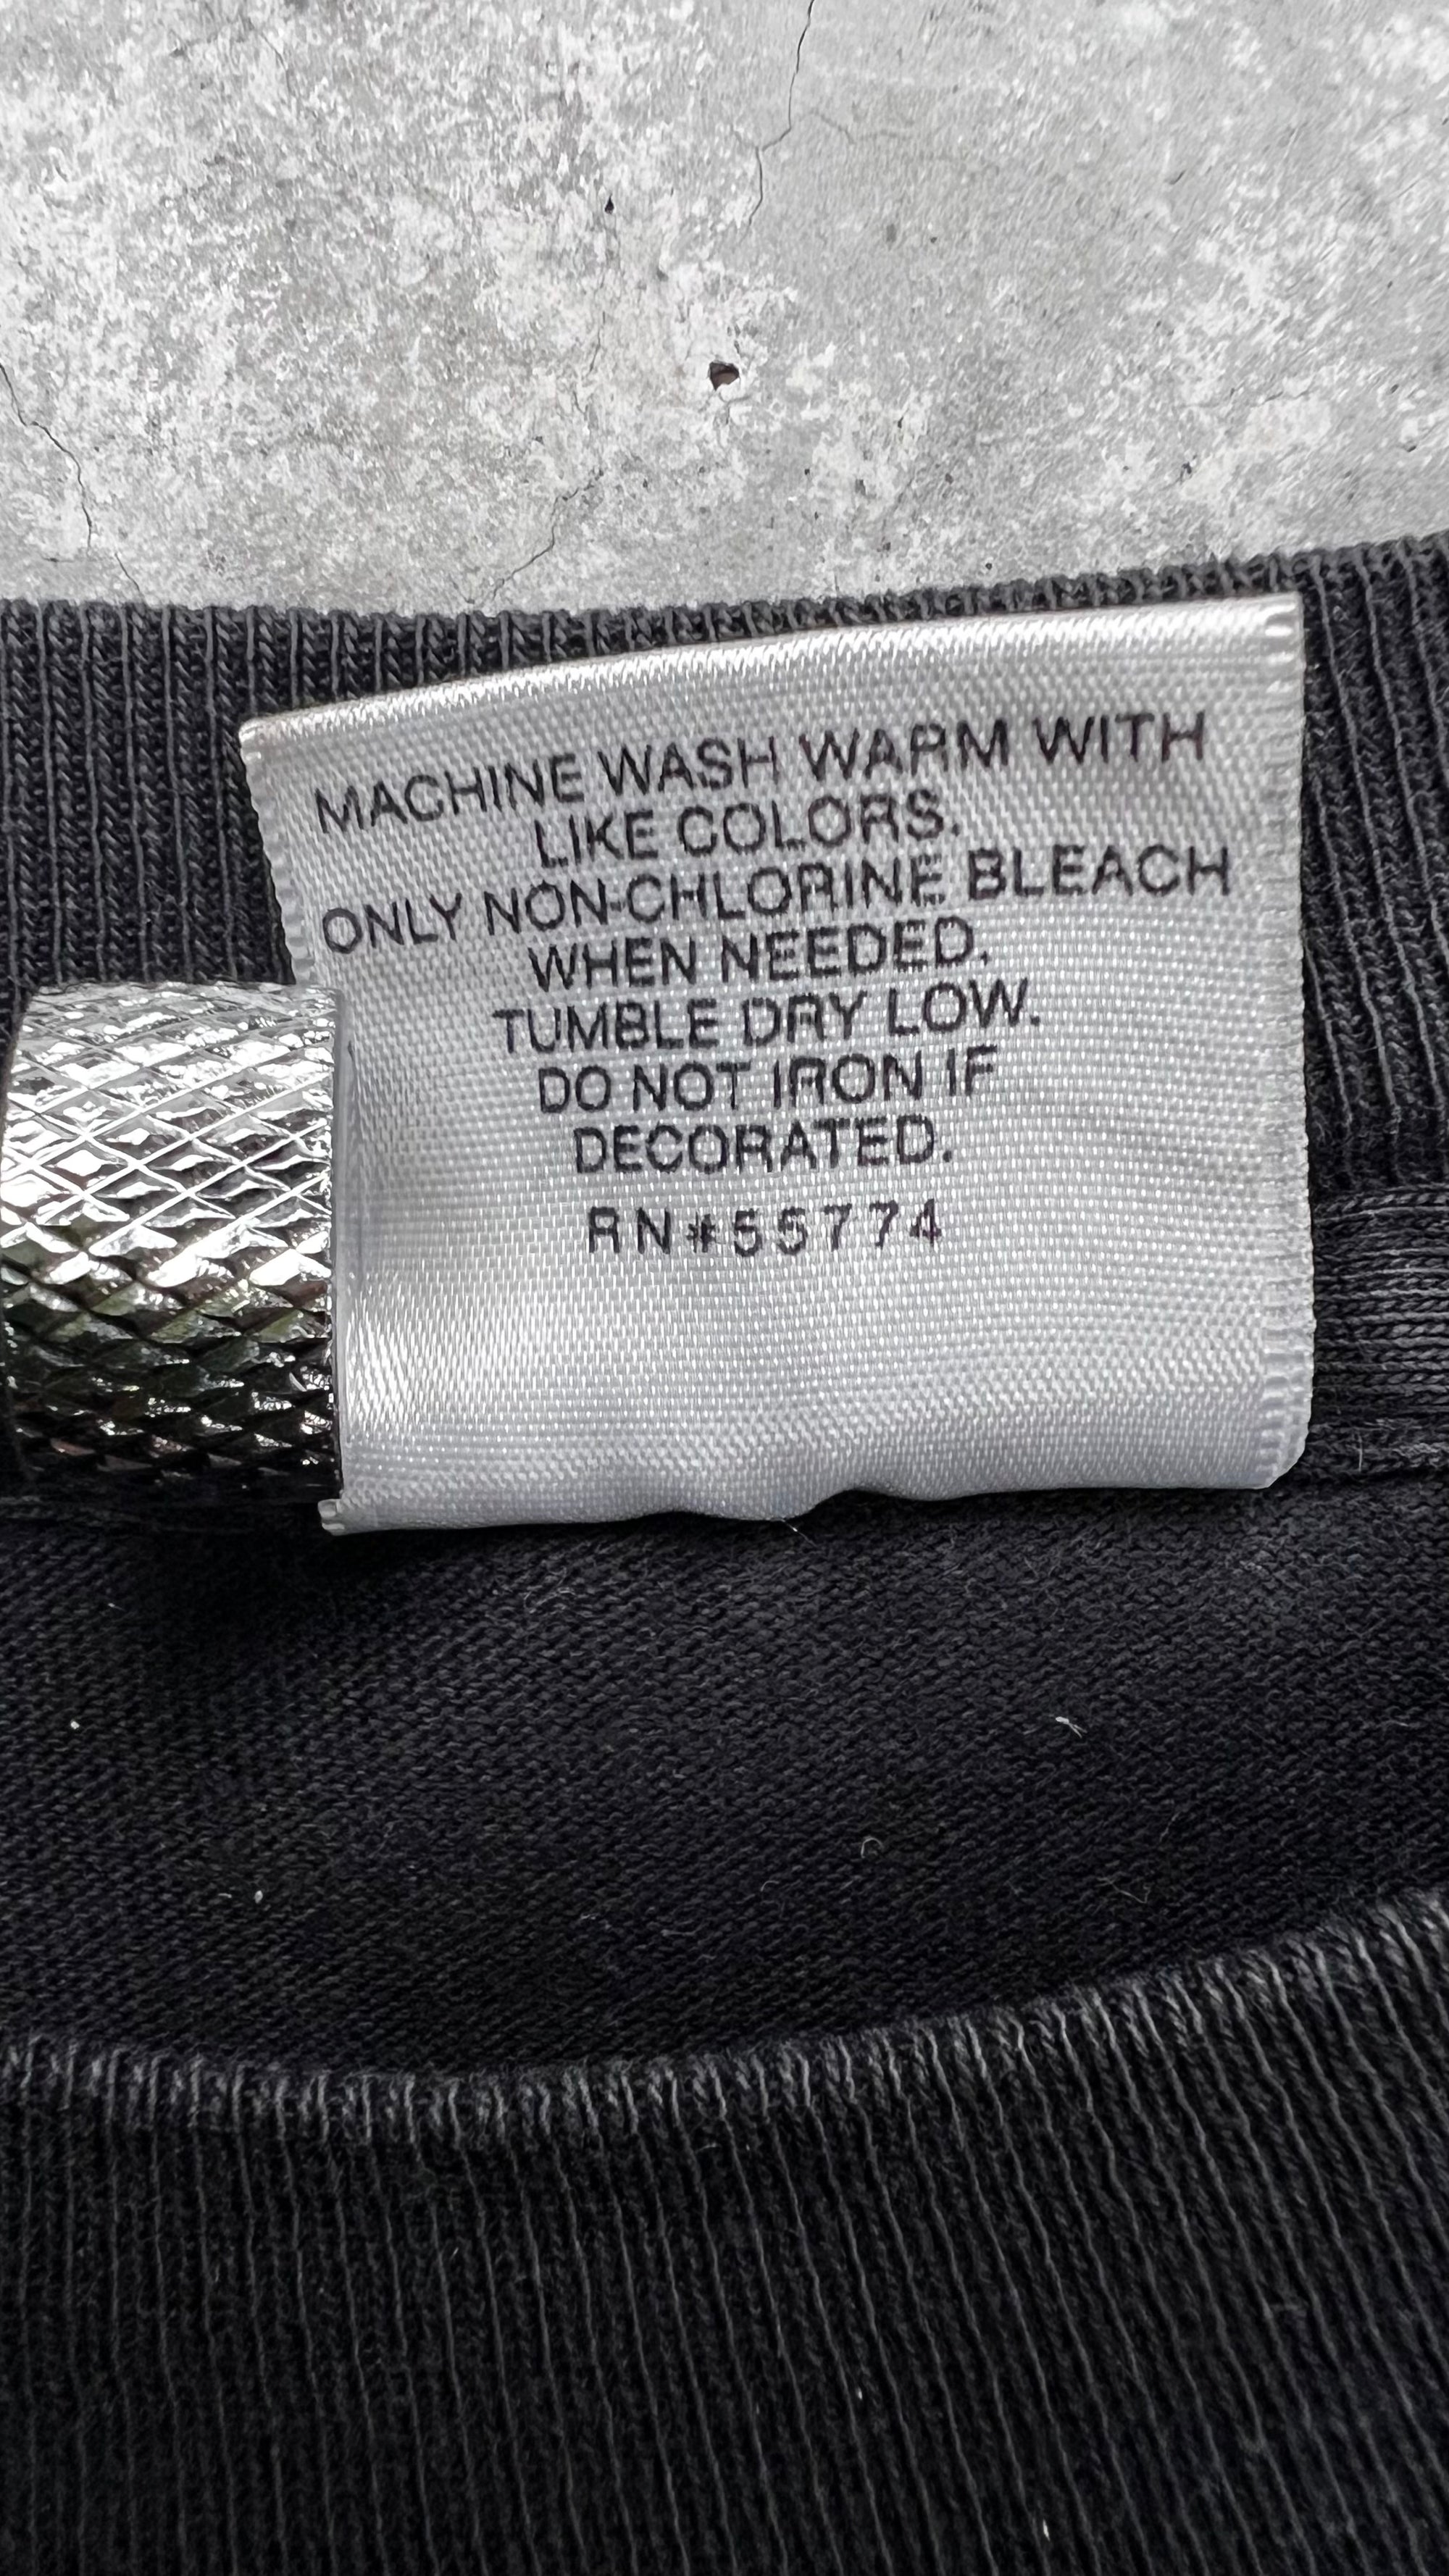 MACHINE WASH WARM WITH
LIKE COLORS.
ONLY NON-CHLORINE BLEACH
WHEN NEEDED.
TUMBLE DRY LOW.
DO NOT IRON IF
DECORATED.
RN#55774